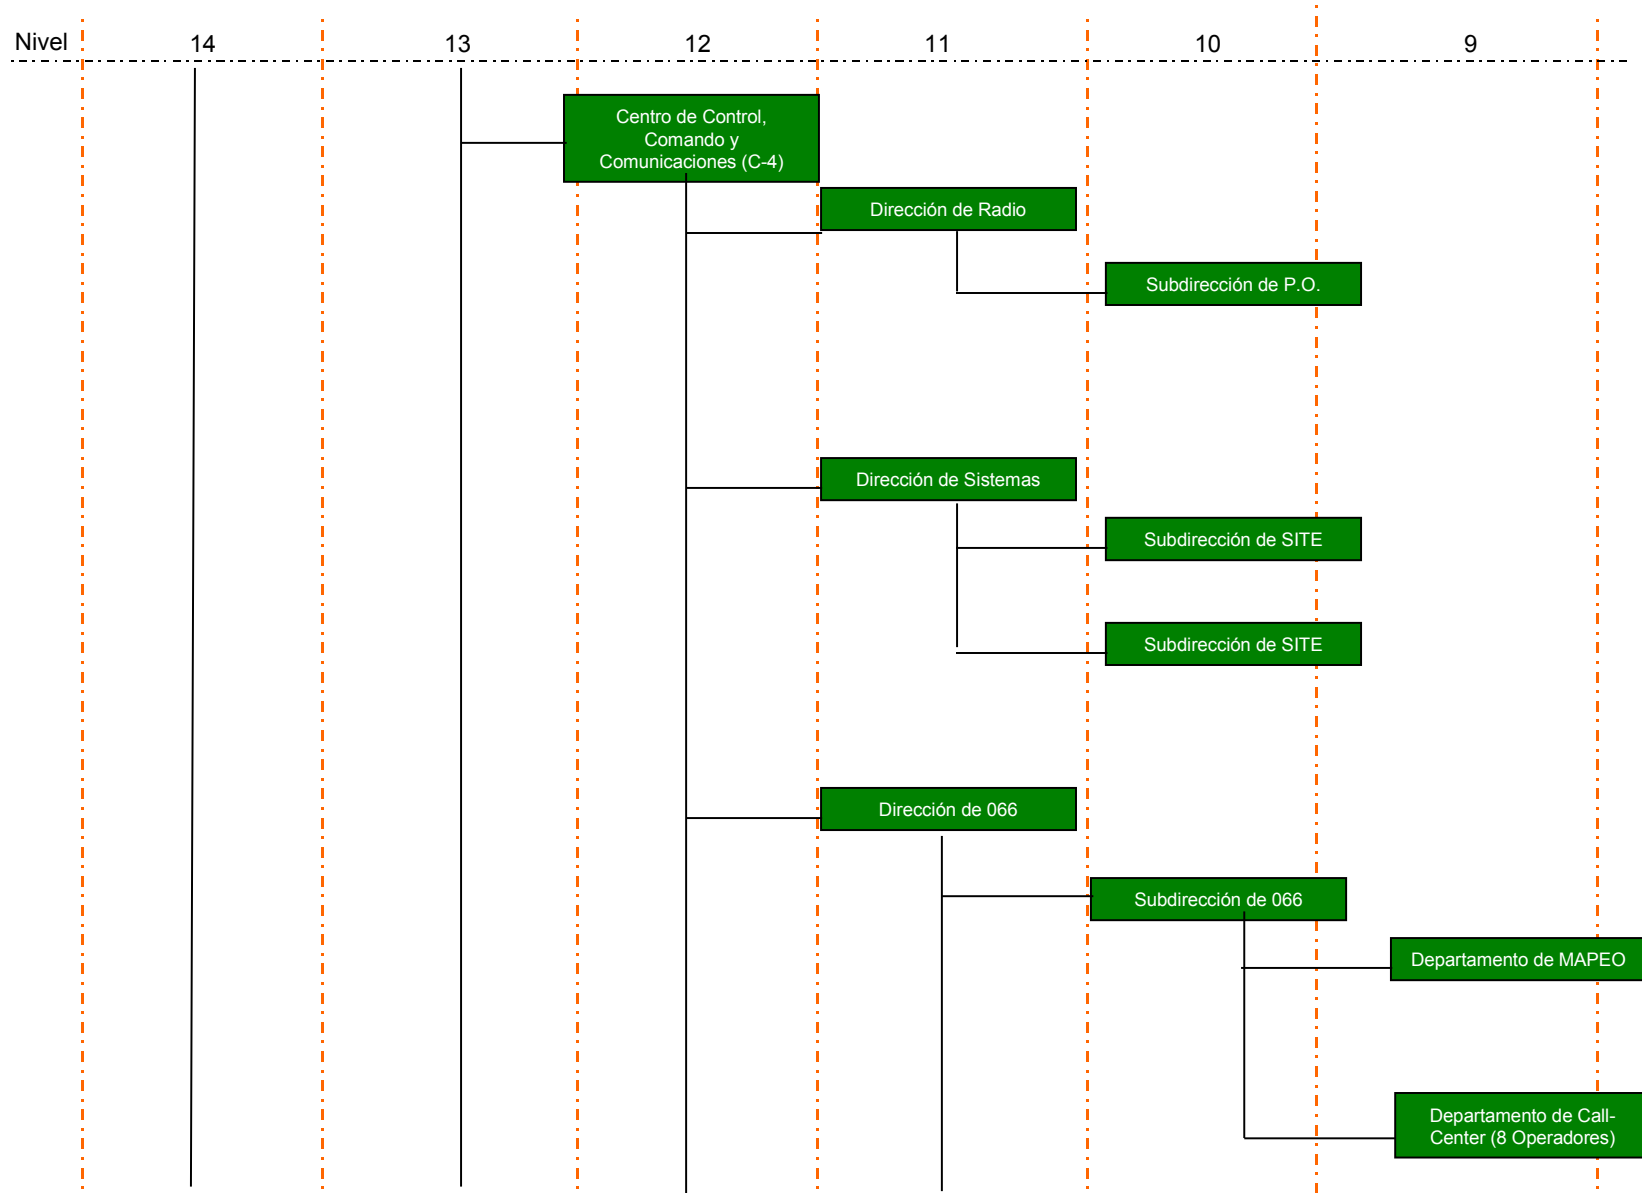 Nivel 14 13 12 11 10 9
Centro de Control,
Comando y
Comunicaciones (C-4)
Dirección de Radio
Subdirección de P.O.
Dirección de Sistemas
Subdirección de SITE
Subdirección de SITE
Dirección de 066
Subdirección de 066
Departamento de MAPEO
Departamento de Call-
Center (8 Operadores)